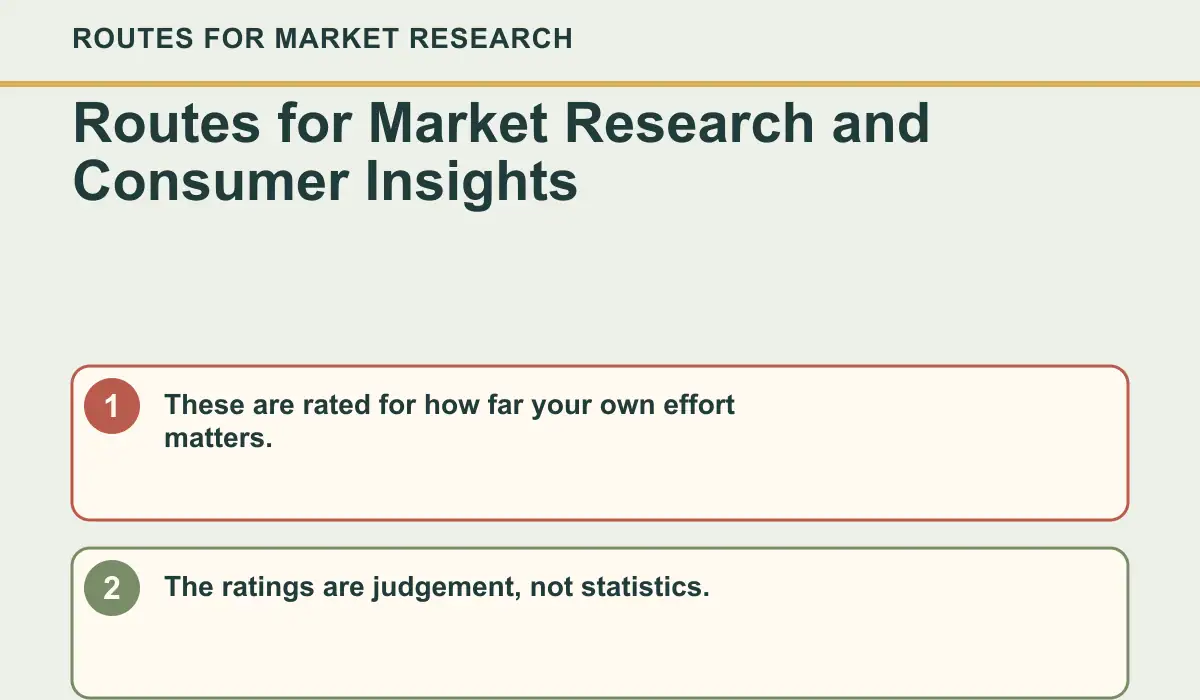 ROUTES FOR MARKET RESEARCH
Routes for Market Research and
Consumer Insights
1
These are rated for how far your own effort
matters.
2
The ratings are judgement, not statistics.